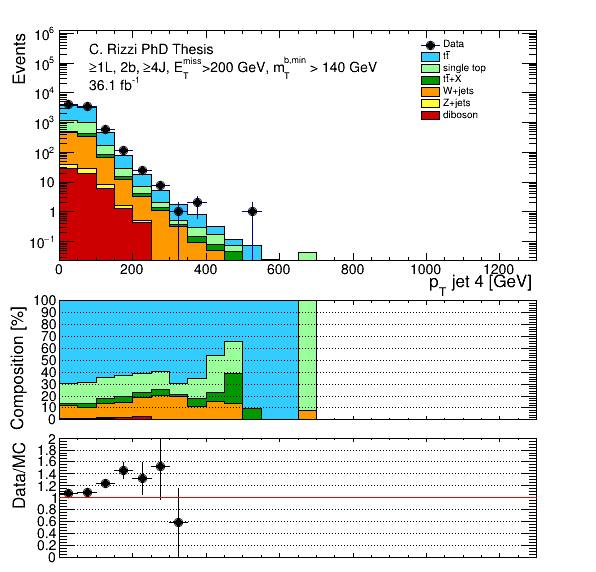 Events
10⁶
10⁵
10⁴
10³
10²
10
1
10⁻¹
C. Rizzi PhD Thesis
≥1L, 2b, ≥4J, E_T^miss>200 GeV, m_T^b,min > 140 GeV
36.1 fb⁻¹
Data
tt̄
single top
tt̄+X
W+jets
Z+jets
diboson
0 200 400 600 800 1000 1200
p_T jet 4 [GeV]
Composition [%]
100
90
80
70
60
50
40
30
20
10
0
Data/MC
2
1.8
1.6
1.4
1.2
1
0.8
0.6
0.4
0.2
0